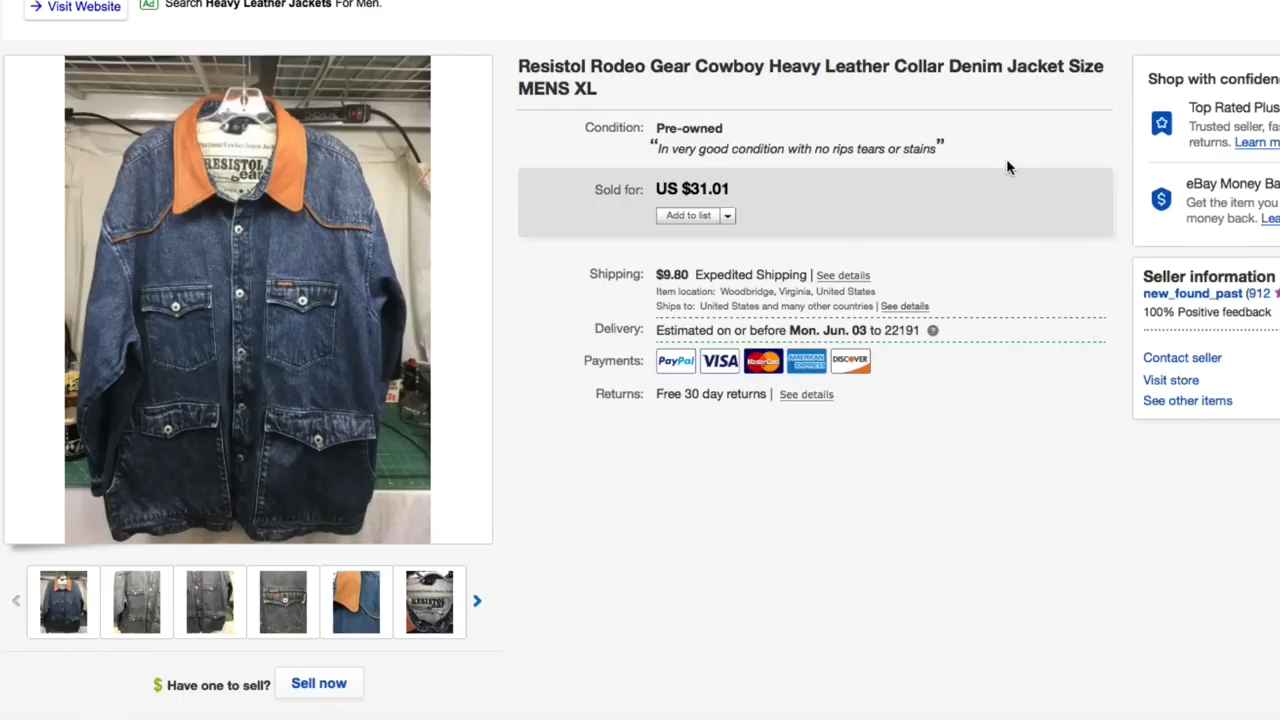 Visit Website
Ad
Search Heavy Leather Jackets For Men.
Resistol Rodeo Gear Cowboy Heavy Leather Collar Denim Jacket Size
MENS XL
Condition: Pre-owned
“In very good condition with no rips tears or stains”
Sold for: US $31.01
Add to list
Shipping: $9.80 Expedited Shipping | See details
Item location: Woodbridge, Virginia, United States
Ships to: United States and many other countries | See details
Delivery: Estimated on or before Mon. Jun. 03 to 22191 ?
Payments: PayPal VISA MasterCard AMERICAN EXPRESS DISCOVER
Returns: Free 30 day returns | See details
Shop with confiden
Top Rated Plus
Trusted seller, fa
returns. Learn m
eBay Money Ba
$
Get the item you
money back. Lea
Seller information
new_found_past (912
100% Positive feedback
Contact seller
Visit store
See other items
RESISTOL
gear
RESISTOL
$ Have one to sell? Sell now